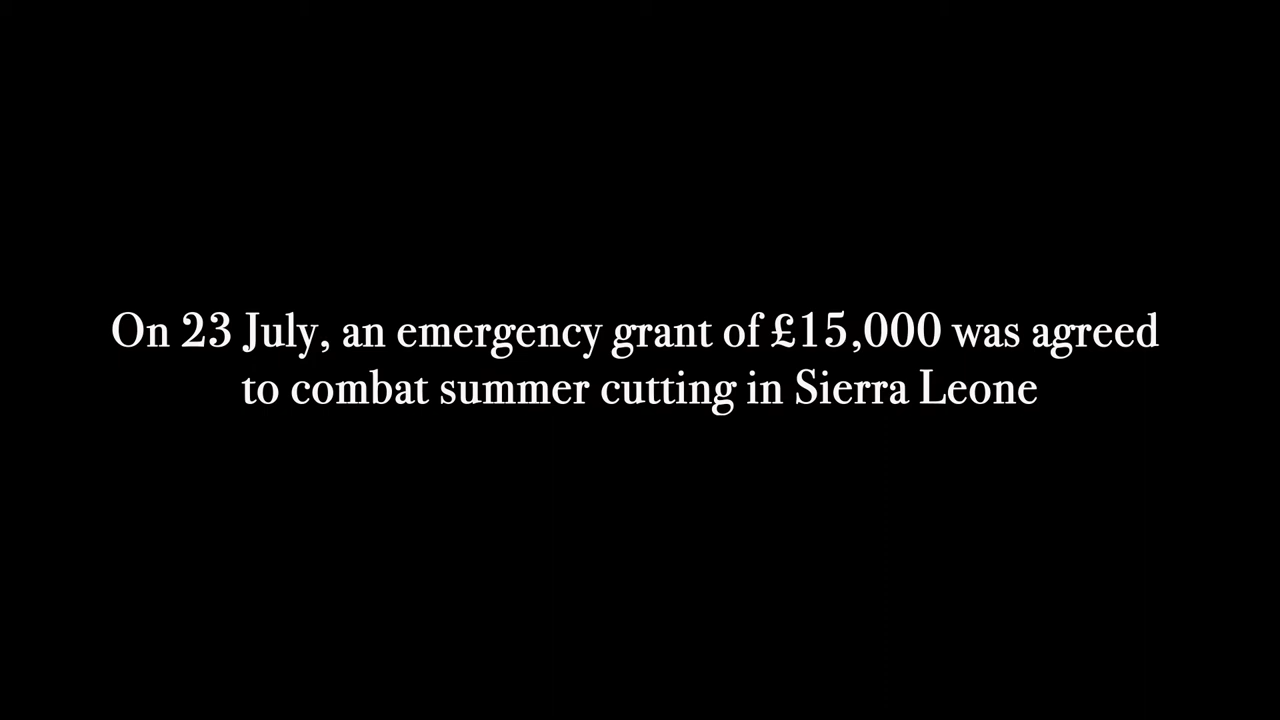 On 23 July, an emergency grant of £15,000 was agreed
to combat summer cutting in Sierra Leone